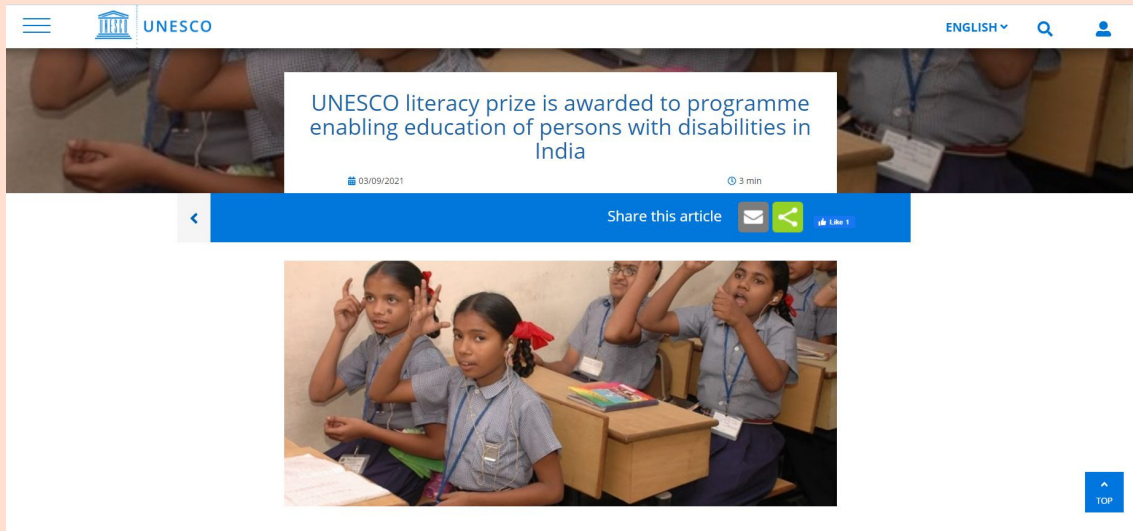 UNESCO
ENGLISH
UNESCO literacy prize is awarded to programme
enabling education of persons with disabilities in
India
03/09/2021
3 min
Share this article
Like 1
TOP